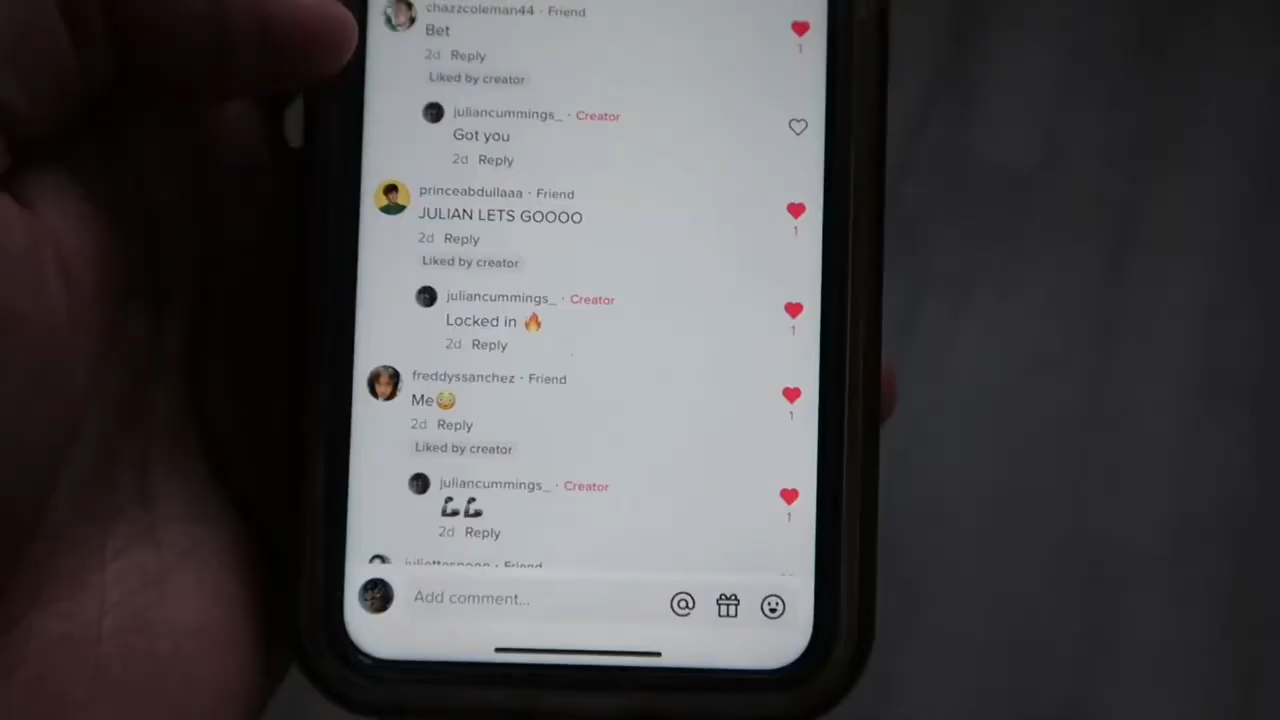 chazzcoleman44 · Friend
Bet
1
2d Reply
Liked by creator
juliancummings_ · Creator
Got you
2d Reply
princeabdullaaa · Friend
JULIAN LETS GOOOO
1
2d Reply
Liked by creator
juliancummings_ · Creator
Locked in 🔥
1
2d Reply
freddyssanchez · Friend
Me😳
1
2d Reply
Liked by creator
juliancummings_ · Creator
💪💪
1
2d Reply
· Friend
Add comment...